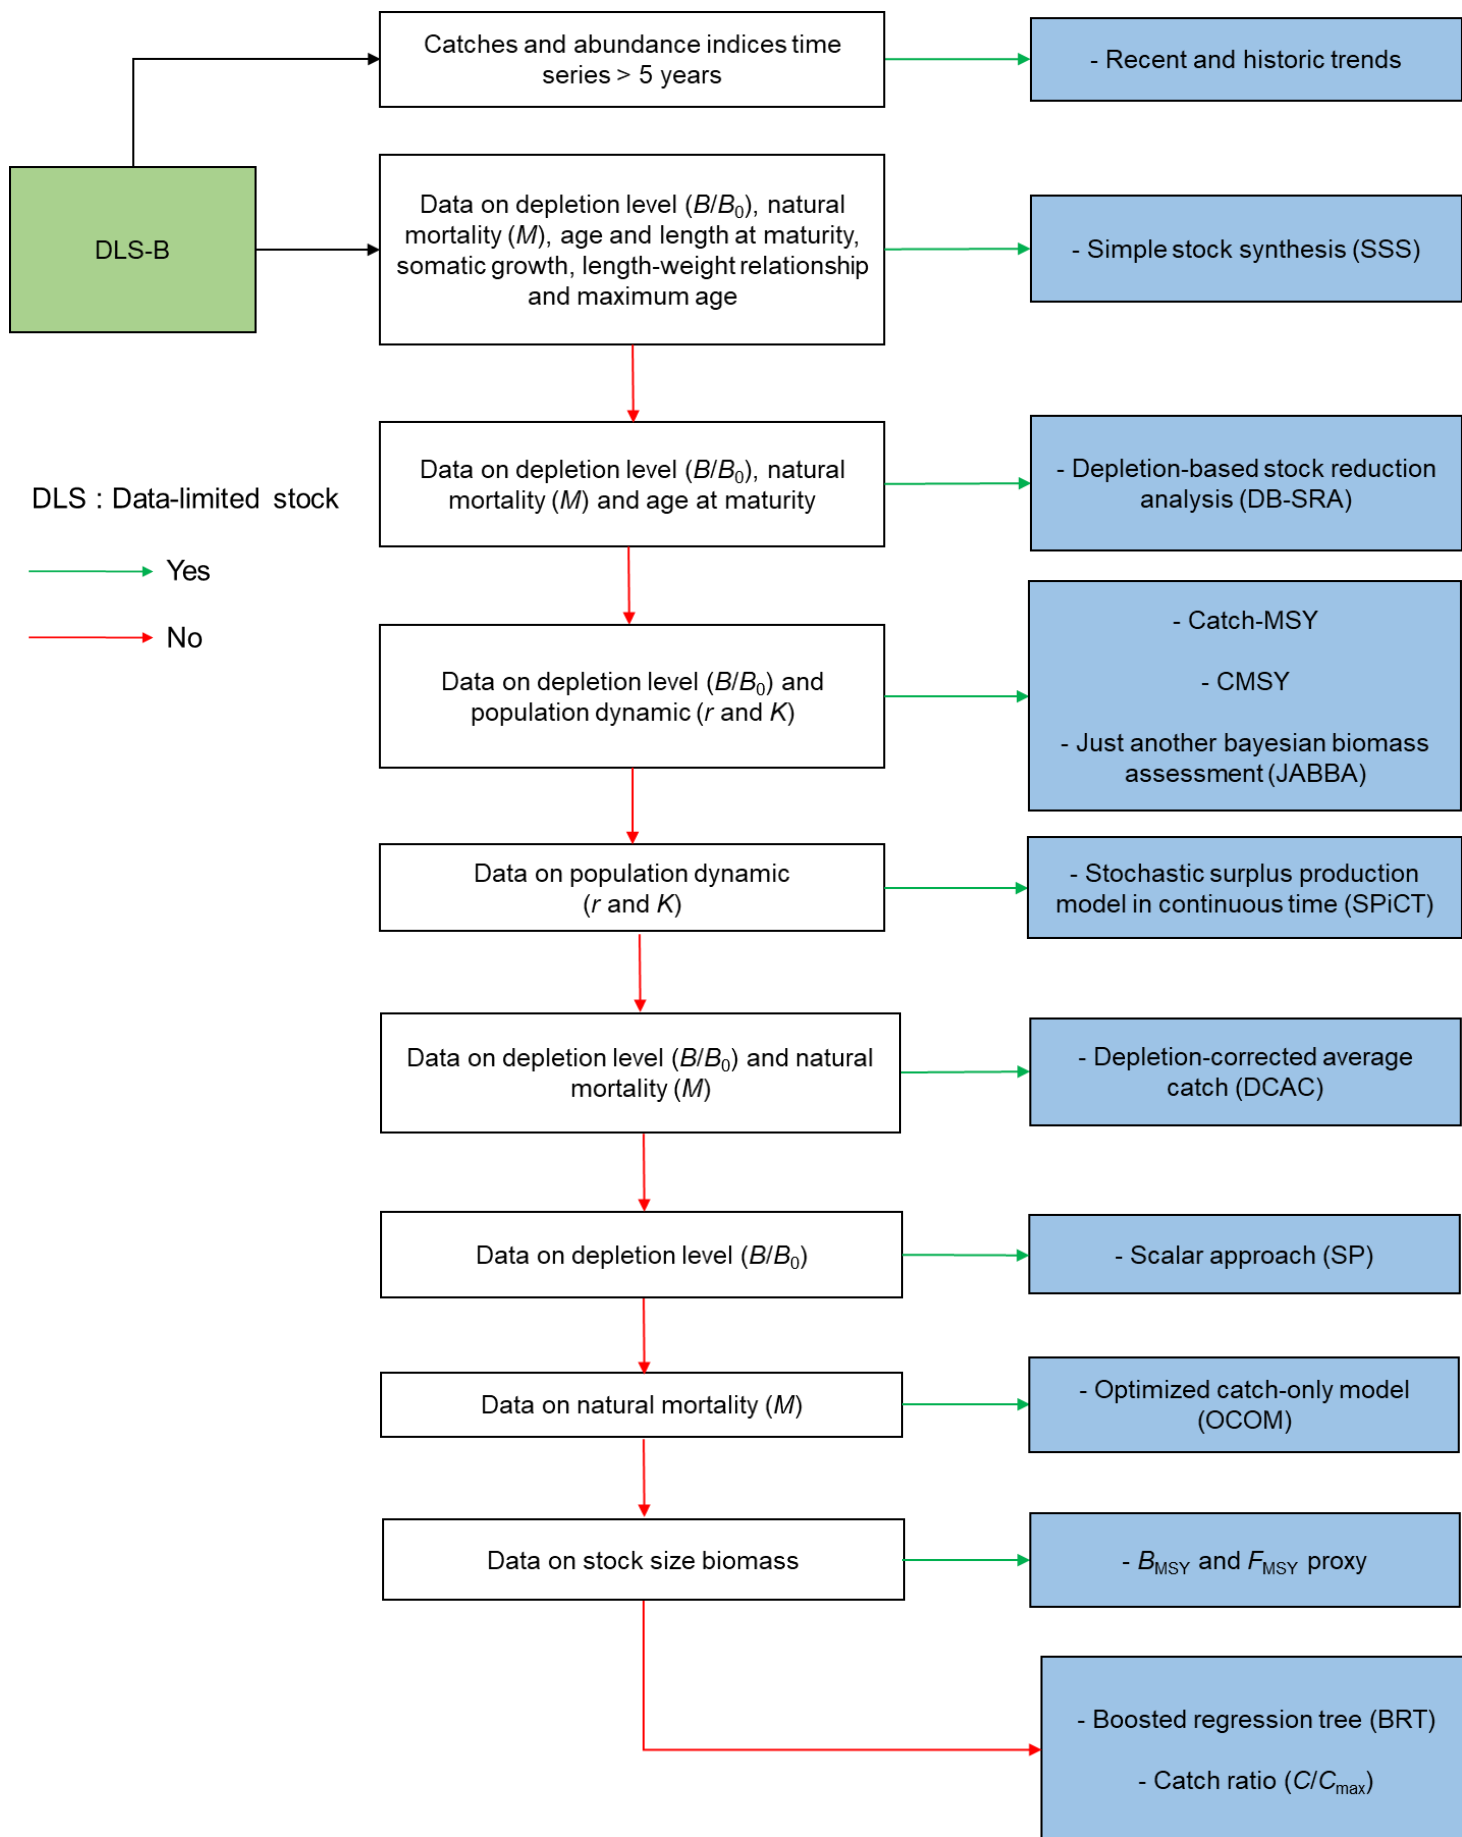 Catches and abundance indices time
series > 5 years
- Recent and historic trends
DLS-B
Data on depletion level (B/B₀), natural
mortality (M), age and length at maturity,
somatic growth, length-weight relationship
and maximum age
- Simple stock synthesis (SSS)
DLS : Data-limited stock
Yes
No
Data on depletion level (B/B₀), natural
mortality (M) and age at maturity
- Depletion-based stock reduction
analysis (DB-SRA)
Data on depletion level (B/B₀) and
population dynamic (r and K)
- Catch-MSY
- CMSY
- Just another bayesian biomass
assessment (JABBA)
Data on population dynamic
(r and K)
- Stochastic surplus production
model in continuous time (SPiCT)
Data on depletion level (B/B₀) and natural
mortality (M)
- Depletion-corrected average
catch (DCAC)
Data on depletion level (B/B₀)
- Scalar approach (SP)
Data on natural mortality (M)
- Optimized catch-only model
(OCOM)
Data on stock size biomass
- BMSY and FMSY proxy
- Boosted regression tree (BRT)
- Catch ratio (C/Cmax)